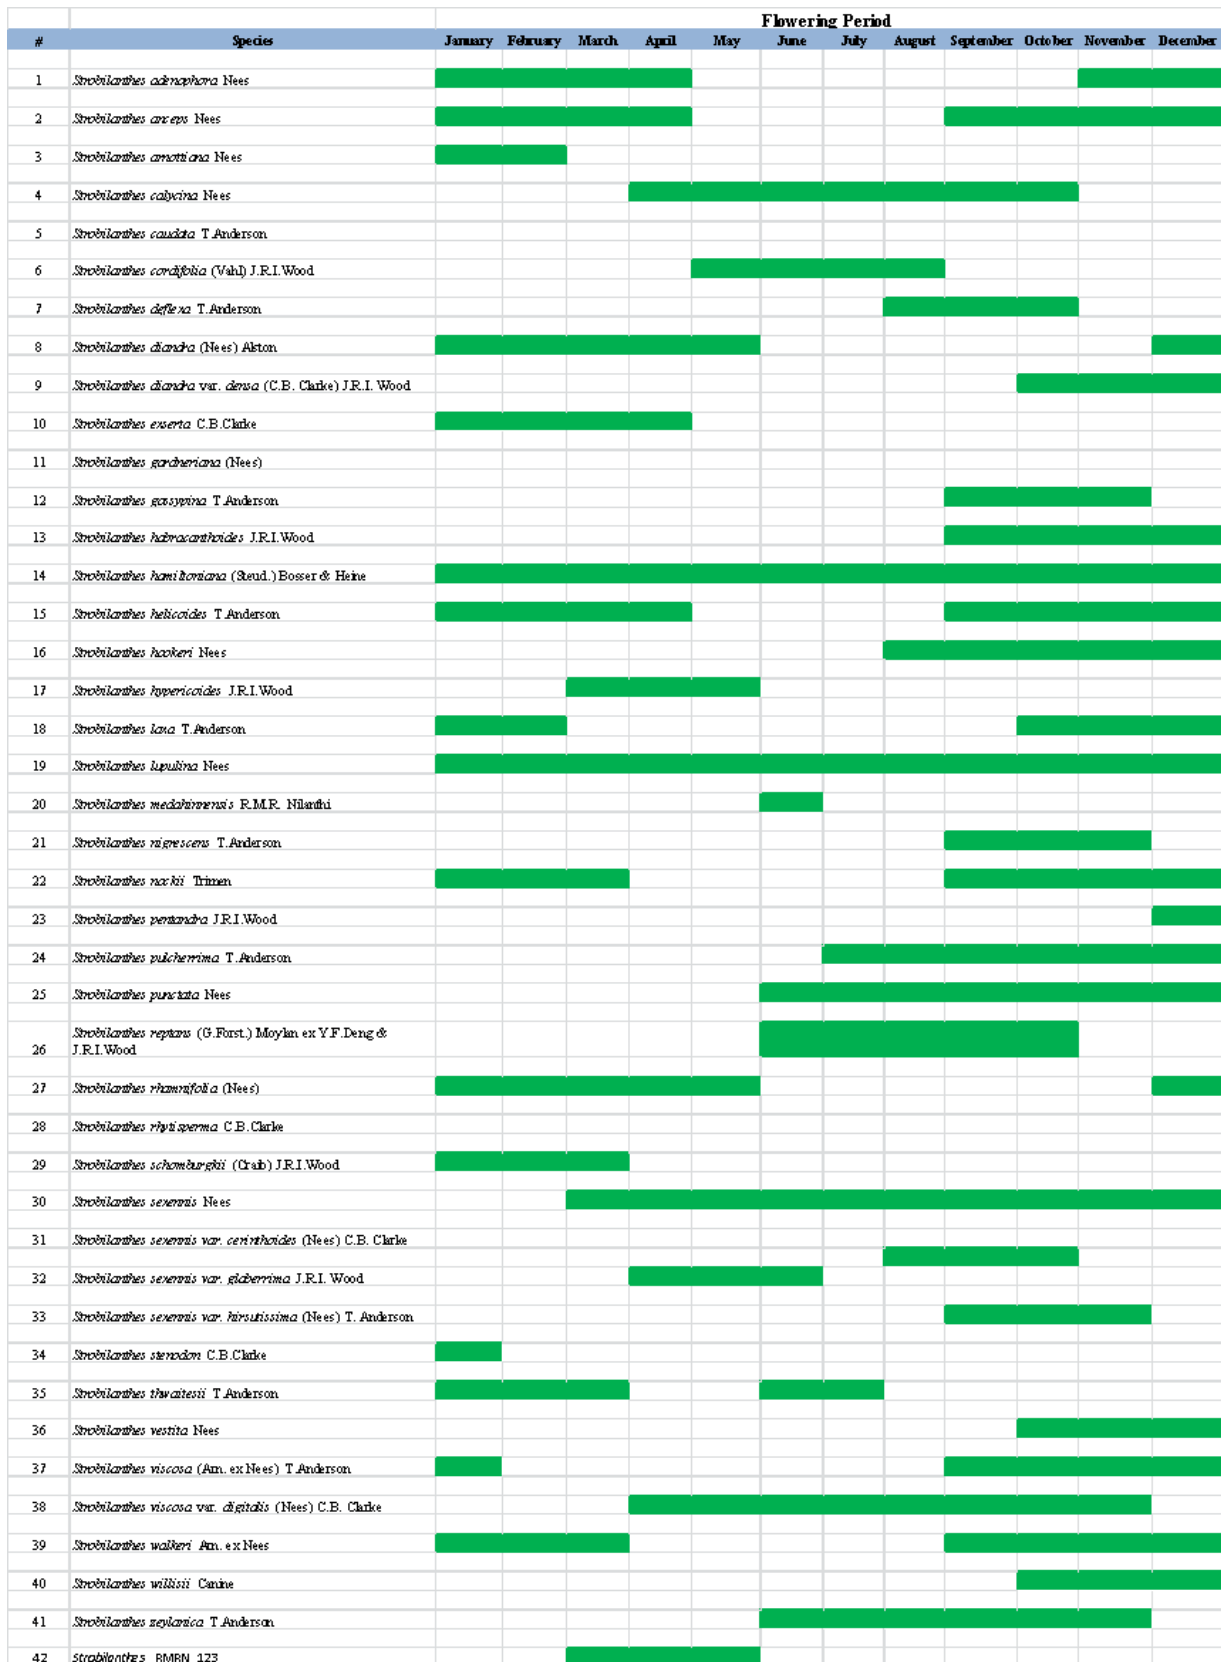 Flowering Period
# Species January February March April May June July August September October November December
1 Strobilanthes adenophora Nees
2 Strobilanthes anceps Nees
3 Strobilanthes arnottiana Nees
4 Strobilanthes calycina Nees
5 Strobilanthes caudata T.Anderson
6 Strobilanthes cordifolia (Vahl) J.R.I.Wood
7 Strobilanthes deflexa T.Anderson
8 Strobilanthes diandra (Nees) Alston
9 Strobilanthes diandra var. densa (C.B. Clarke) J.R.I. Wood
10 Strobilanthes exserta C.B.Clarke
11 Strobilanthes gardneriana (Nees)
12 Strobilanthes gossypina T.Anderson
13 Strobilanthes habracanthoides J.R.I.Wood
14 Strobilanthes hamiltoniana (Steud.) Bosser & Heine
15 Strobilanthes helicoides T.Anderson
16 Strobilanthes hookeri Nees
17 Strobilanthes hypericoides J.R.I.Wood
18 Strobilanthes laxa T.Anderson
19 Strobilanthes lupulina Nees
20 Strobilanthes medahinnensis R.M.R. Nilanthi
21 Strobilanthes nigrescens T.Anderson
22 Strobilanthes nockii Trimen
23 Strobilanthes pentandra J.R.I.Wood
24 Strobilanthes pulcherrima T.Anderson
25 Strobilanthes punctata Nees
Strobilanthes reptans (G.Forst.) Moylan ex Y.F.Deng &
26 J.R.I.Wood
27 Strobilanthes rhamnifolia (Nees)
28 Strobilanthes rhytisperma C.B.Clarke
29 Strobilanthes schomburgkii (Craib) J.R.I.Wood
30 Strobilanthes sexennis Nees
31 Strobilanthes sexennis var. cerinthoides (Nees) C.B. Clarke
32 Strobilanthes sexennis var. glaberrima J.R.I. Wood
33 Strobilanthes sexennis var. hirsutissima (Nees) T. Anderson
34 Strobilanthes stenodon C.B.Clarke
35 Strobilanthes thwaitesii T.Anderson
36 Strobilanthes vestita Nees
37 Strobilanthes viscosa (Arn. ex Nees) T.Anderson
38 Strobilanthes viscosa var. digitalis (Nees) C.B. Clarke
39 Strobilanthes walkeri Arn. ex Nees
40 Strobilanthes willisii Carine
41 Strobilanthes zeylanica T.Anderson
42 Strobilanthes RMRN 123